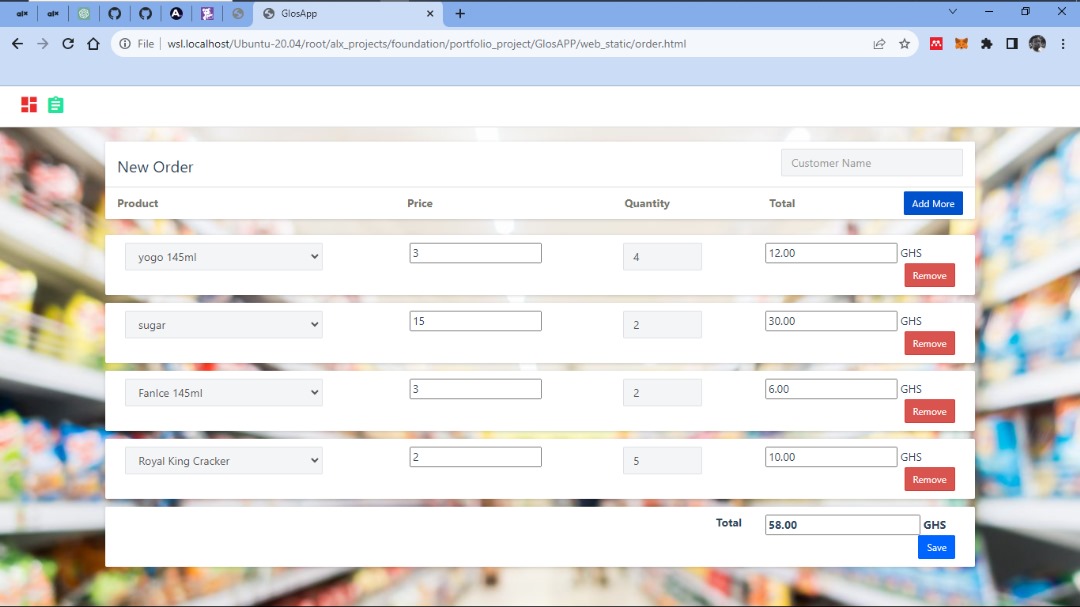 GlosApp
File wsl.localhost/Ubuntu-20.04/root/alx_projects/foundation/portfolio_project/GlosAPP/web_static/order.html
New Order Customer Name
Product Price Quantity Total Add More
yogo 145ml 3 4 12.00 GHS
Remove
sugar 15 2 30.00 GHS
Remove
FanIce 145ml 3 2 6.00 GHS
Remove
Royal King Cracker 2 5 10.00 GHS
Remove
Total 58.00 GHS
Save